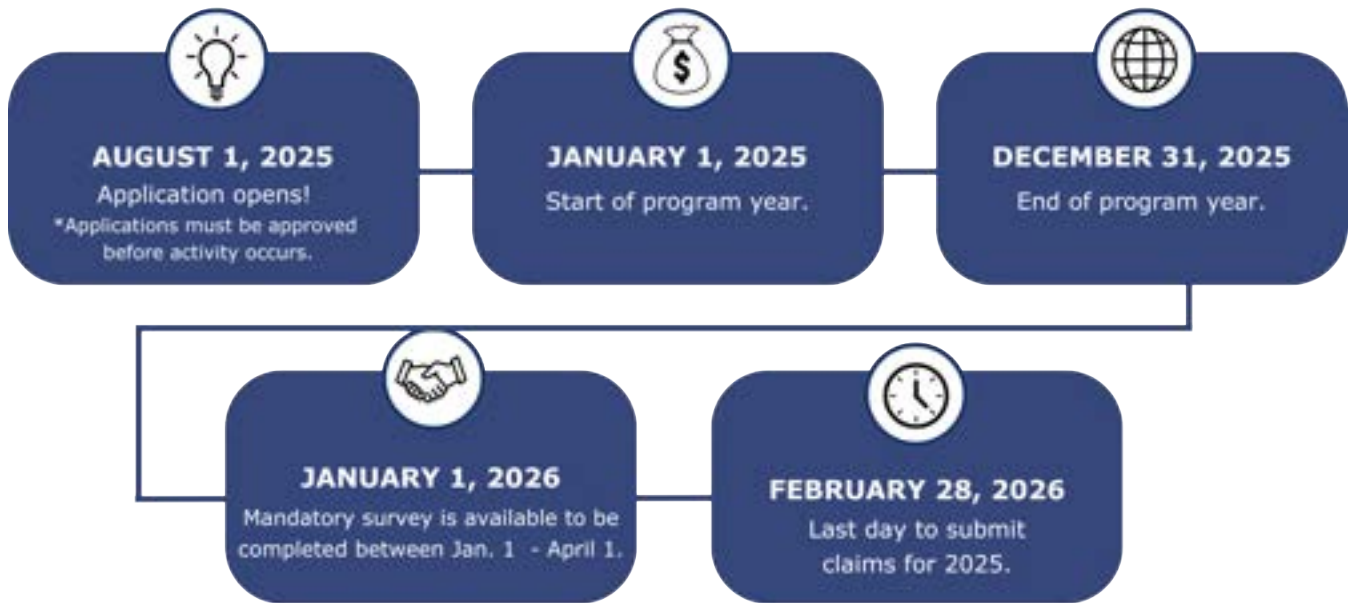 AUGUST 1, 2025
Application opens!
*Applications must be approved
before activity occurs.
$
JANUARY 1, 2025
Start of program year.
DECEMBER 31, 2025
End of program year.
JANUARY 1, 2026
Mandatory survey is available to be
completed between Jan. 1 - April 1.
FEBRUARY 28, 2026
Last day to submit
claims for 2025.